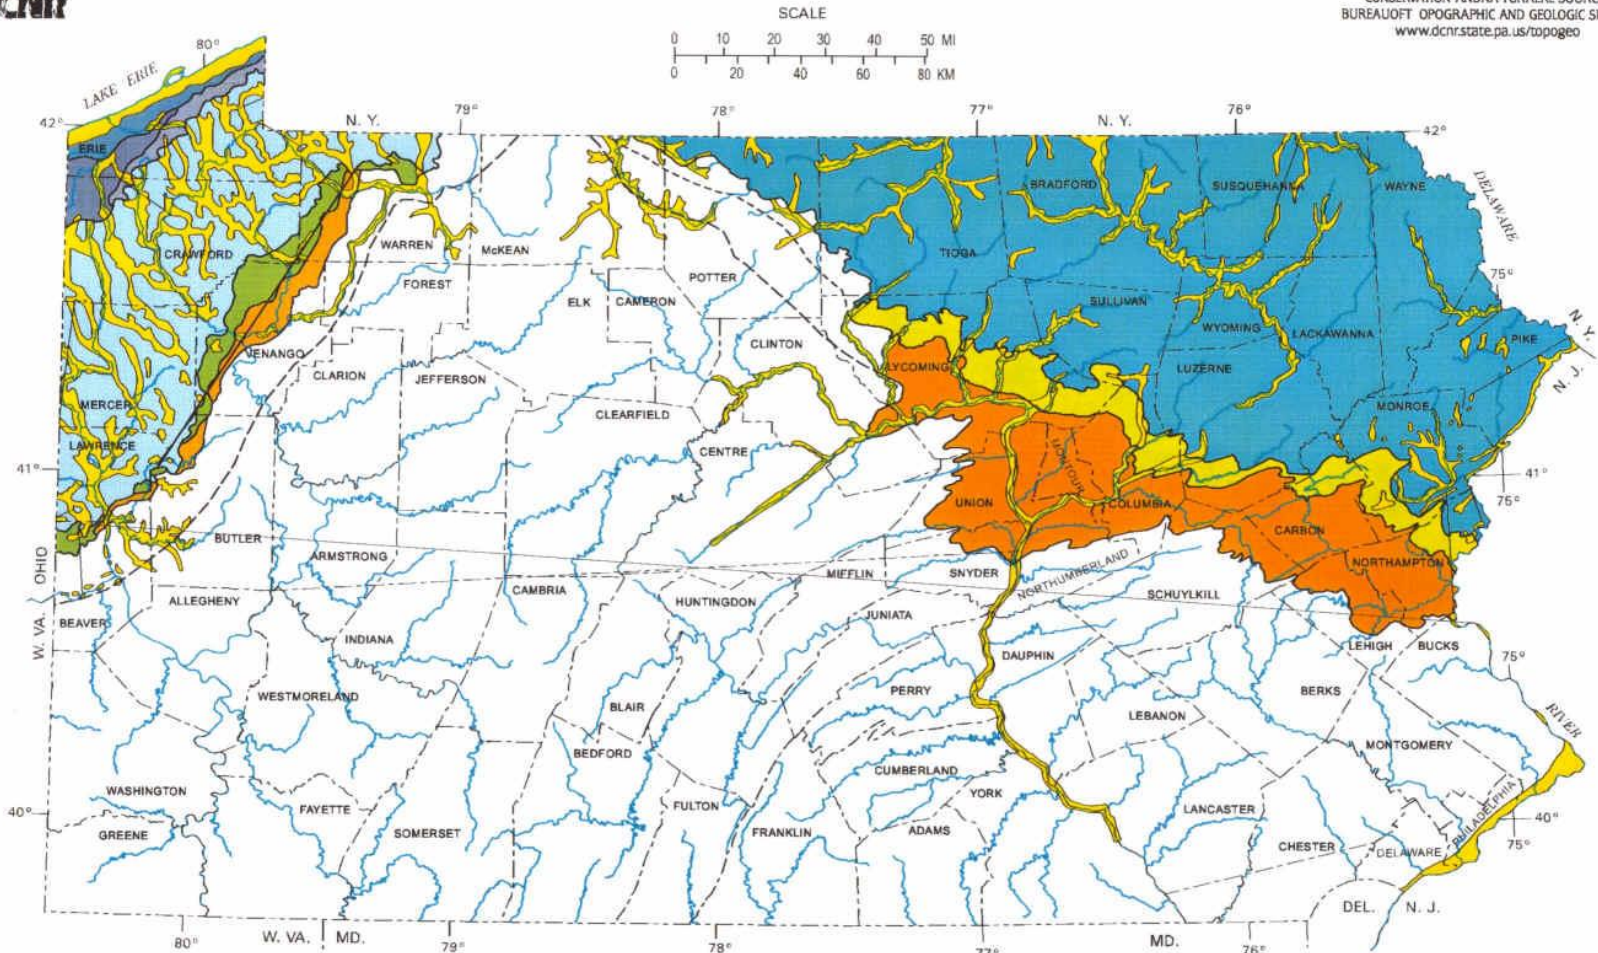 SCALE
0 10 20 30 40 50 MI
0 20 40 60 80 KM
BUREAUOFT OPOGRAPHIC AND GEOLOGIC
www.dcnr.state.pa.us/topogeo
80°
LAKE ERIE
42°
N. Y.
79°
78°
77°
N. Y.
76°
42°
ERIE
BRADFORD
SUSQUEHANNA
WAYNE
DELAWARE
CRAWFORD
WARREN
McKEAN
TIOGA
POTTER
75°
FOREST
ELK
CAMERON
SULLIVAN
WYOMING
LACKAWANNA
PIKE
N. Y.
N. J.
VENANGO
CLINTON
CLARION
JEFFERSON
LYCOMING
LUZERNE
MERCER
CLEARFIELD
MONROE
LAWRENCE
CENTRE
MONTOUR
41°
41°
75°
UNION
COLUMBIA
CARBON
BUTLER
ARMSTRONG
NORTHAMPTON
OHIO
W. VA.
MIFFLIN
SNYDER
NORTHUMBERLAND
SCHUYLKILL
CAMBRIA
ALLEGHENY
HUNTINGDON
JUNIATA
BEAVER
INDIANA
DAUPHIN
LEHIGH
BUCKS
75°
WESTMORELAND
PERRY
BERKS
BLAIR
LEBANON
RIVER
BEDFORD
MONTGOMERY
CUMBERLAND
WASHINGTON
YORK
FULTON
LANCASTER
PHILADELPHIA
40°
FAYETTE
40°
GREENE
SOMERSET
FRANKLIN
ADAMS
CHESTER
DELAWARE
75°
DEL.
N. J.
80°
W. VA.
MD.
79°
78°
77°
MD.
76°